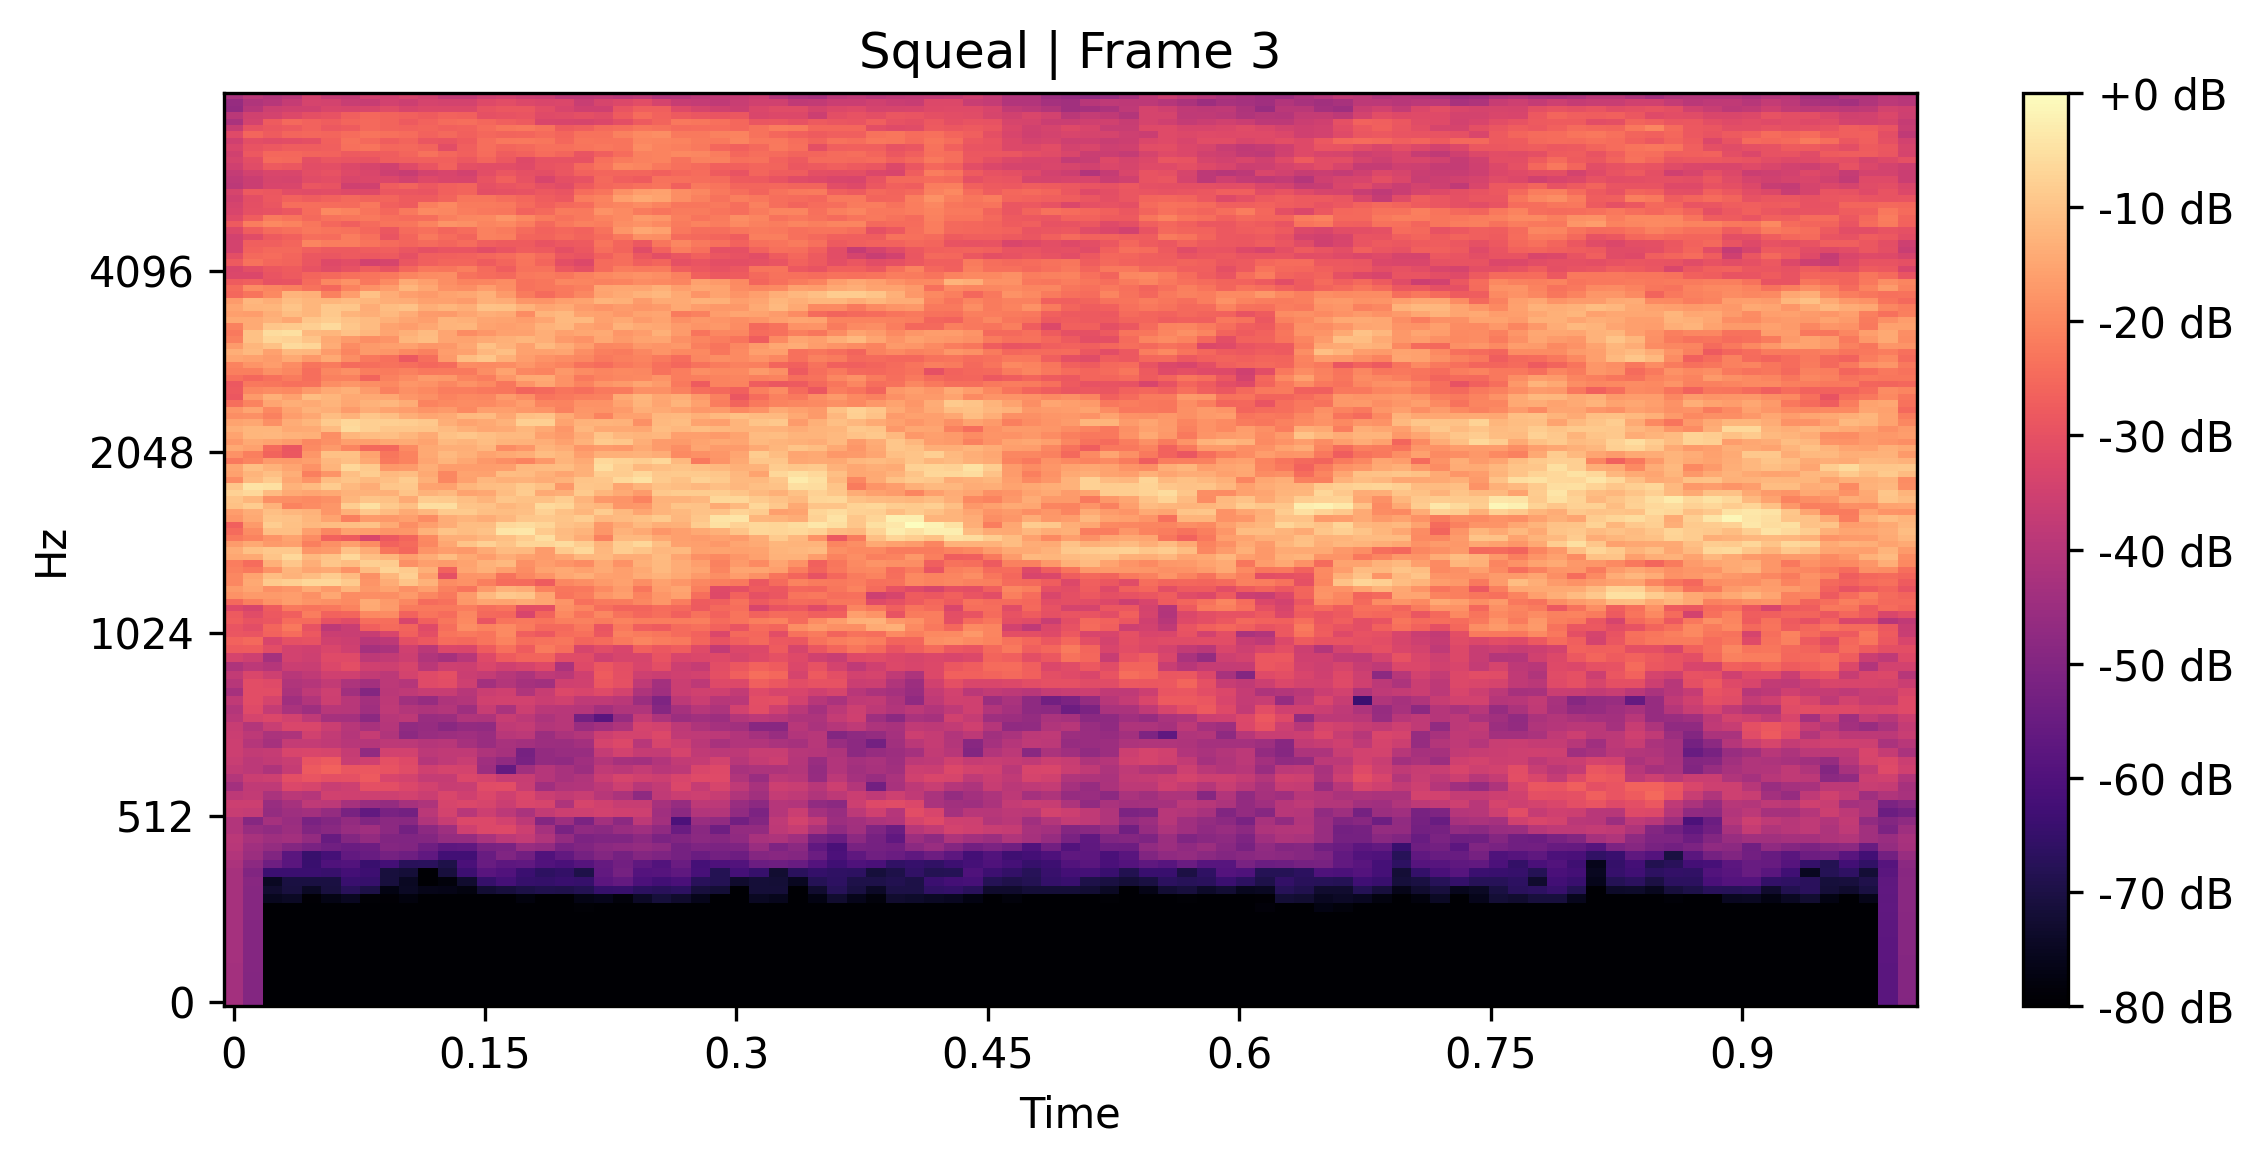 Squeal | Frame 3
+0 dB
-10 dB
-20 dB
-30 dB
-40 dB
-50 dB
-60 dB
-70 dB
-80 dB
Hz
4096
2048
1024
512
0
0 0.15 0.3 0.45 0.6 0.75 0.9
Time